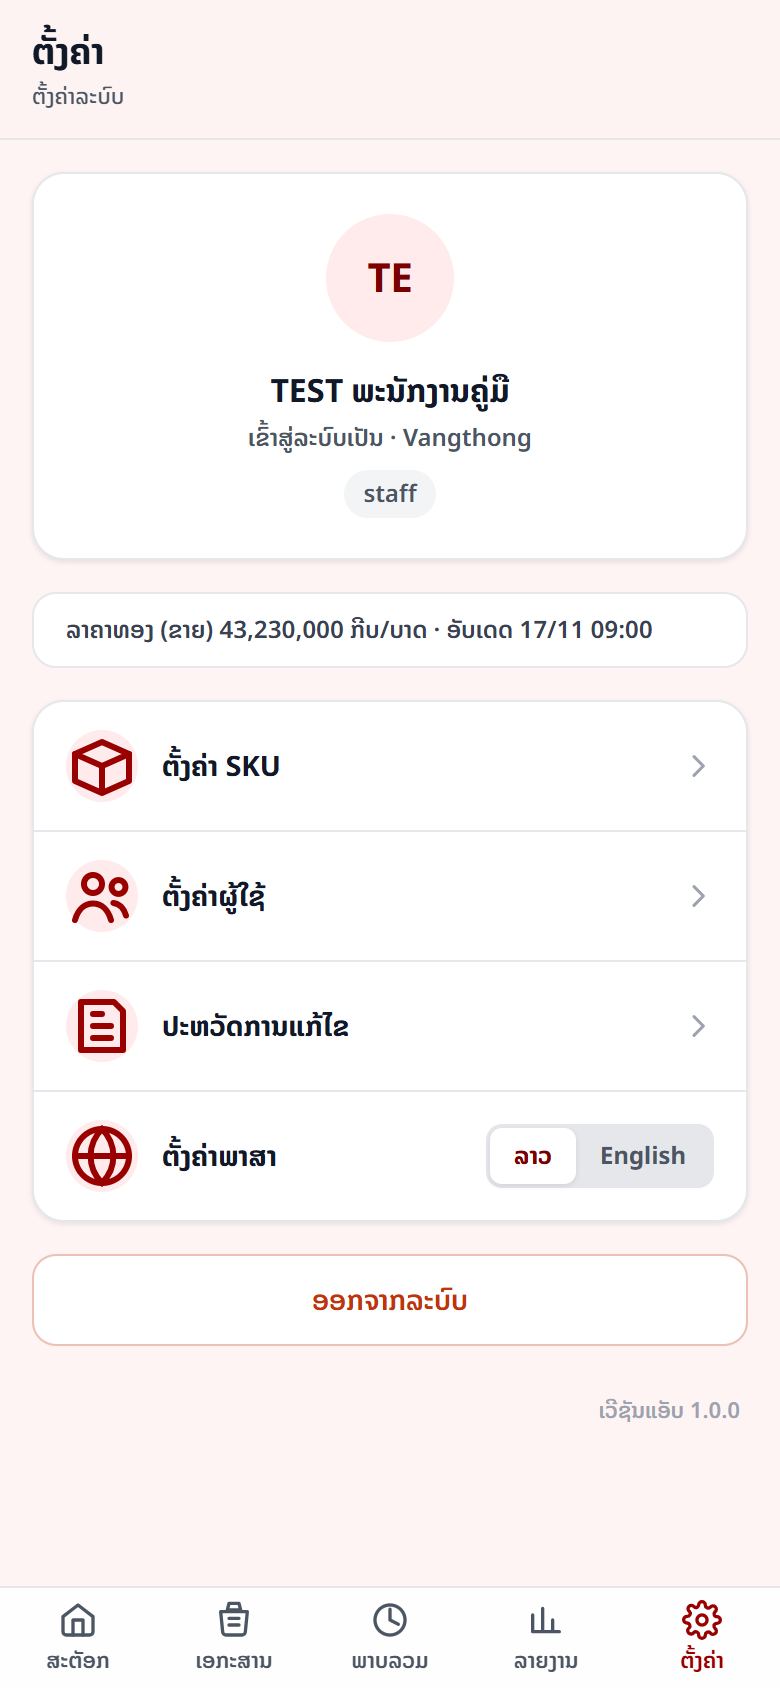 ຕັ້ງຄ່າ
ຕັ້ງຄ່າລະບົບ
TE
TEST ພະນັກງານຄູ່ມື
ເຂົ້າສູ່ລະບົບເປັນ · Vangthong
staff
ລາຄາທອງ (ຂາຍ) 43,230,000 ກີບ/ບາດ · ອັບເດດ 17/11 09:00
ຕັ້ງຄ່າ SKU
ຕັ້ງຄ່າຜູ້ໃຊ້
ປະຫວັດການແກ້ໄຂ
ຕັ້ງຄ່າພາສາ ລາວ English
ອອກຈາກລະບົບ
ເວີຊັນແອັບ 1.0.0
ສະຕັອກ ເອກະສານ ພາບລວມ ລາຍງານ ຕັ້ງຄ່າ